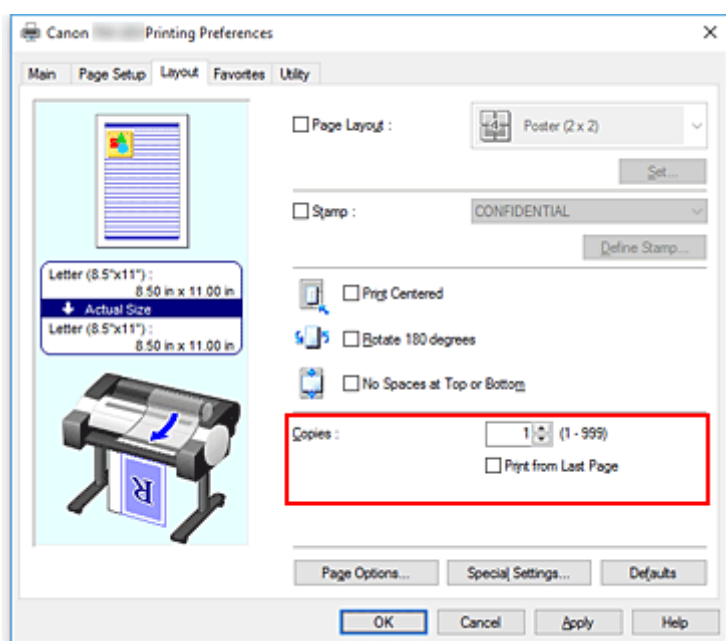 Canon Printing Preferences
Main Page Setup Layout Favorites Utility
Page Layout : 4 Poster (2 x 2)
Set...
Stamp : CONFIDENTIAL
Define Stamp...
Letter (8.5"x11") :
8.50 in x 11.00 in
Actual Size
Letter (8.5"x11") :
8.50 in x 11.00 in
Print Centered
Rotate 180 degrees
No Spaces at Top or Bottom
R
Copies : 1 (1 - 999)
Print from Last Page
Page Options... Special Settings... Defaults
OK Cancel Apply Help